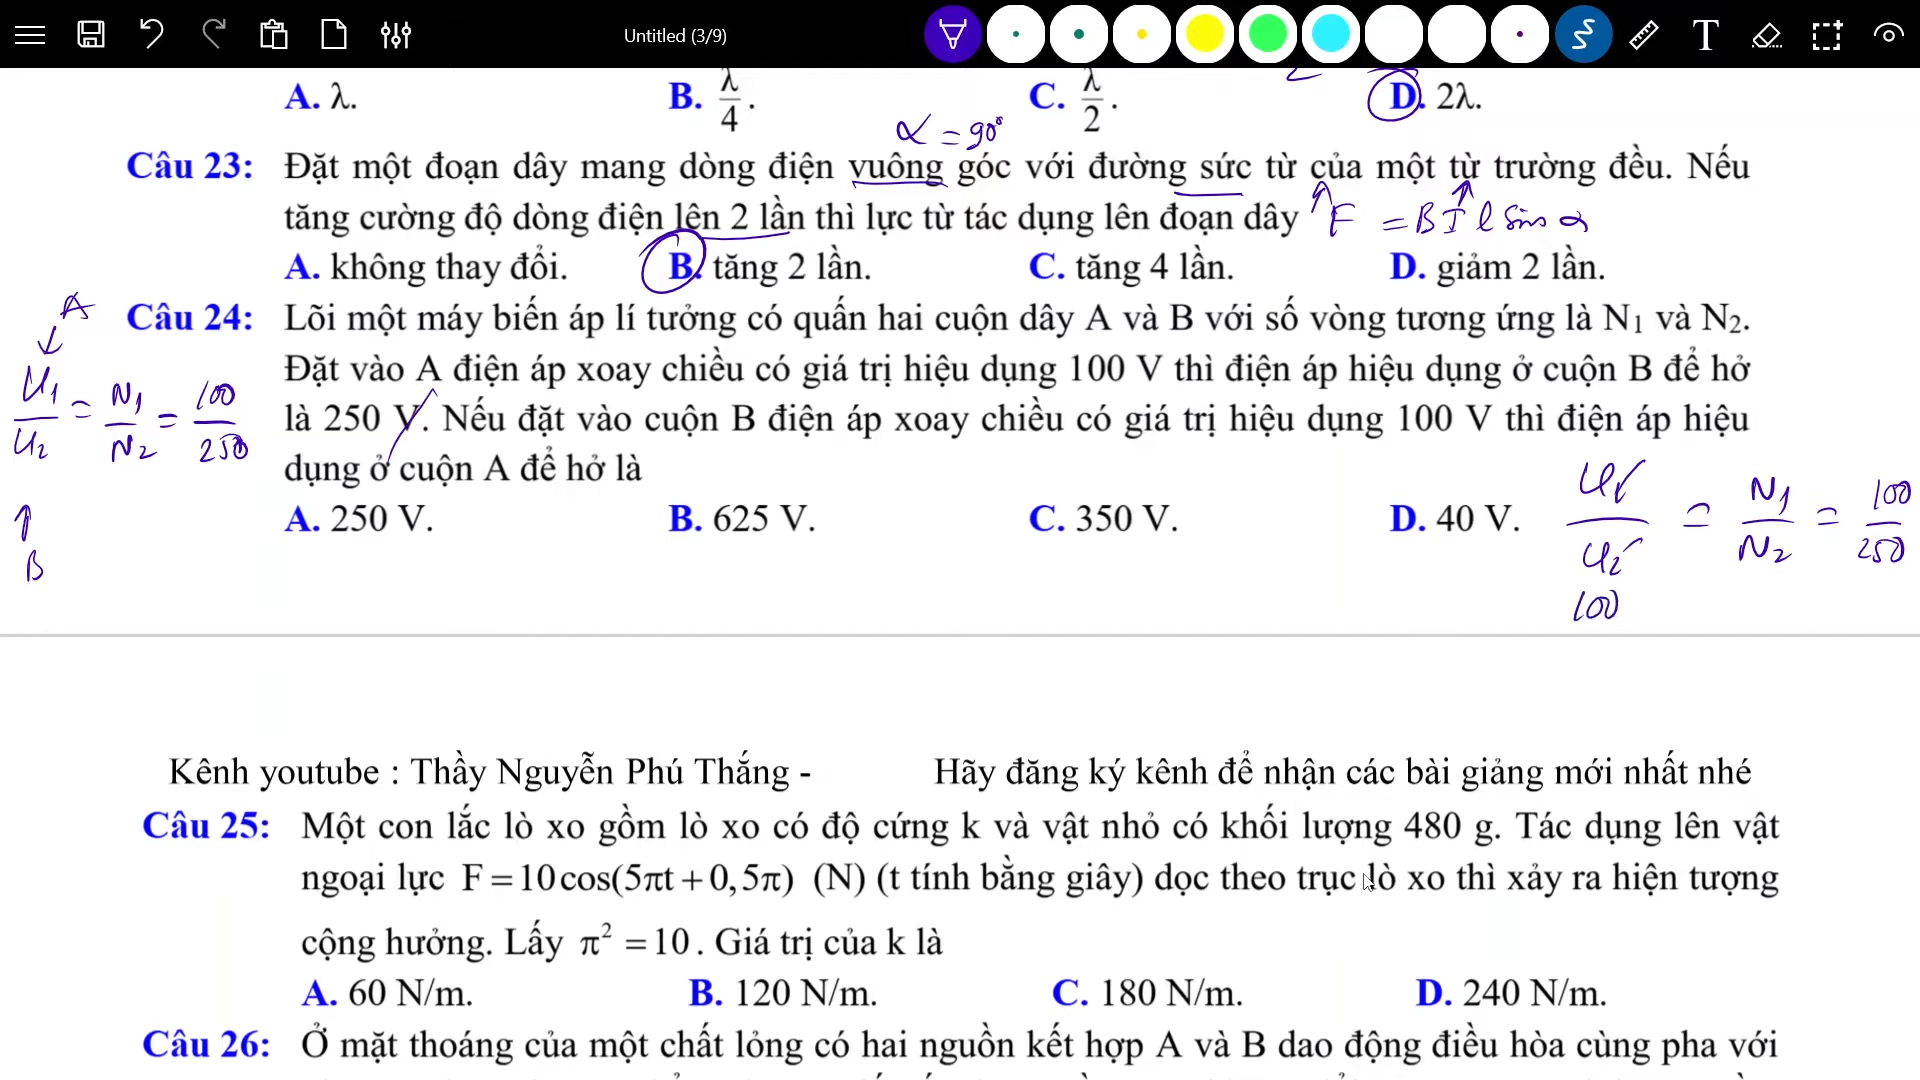 Untitled (3/9)
A. λ. B. λ/4. C. λ/2. D. 2λ.
α = 90°
Câu 23: Đặt một đoạn dây mang dòng điện vuông góc với đường sức từ của một từ trường đều. Nếu
tăng cường độ dòng điện lên 2 lần thì lực từ tác dụng lên đoạn dây F = BIl sin α
A. không thay đổi. B. tăng 2 lần. C. tăng 4 lần. D. giảm 2 lần.
A
Câu 24: Lõi một máy biến áp lí tưởng có quấn hai cuộn dây A và B với số vòng tương ứng là N₁ và N₂.
Đặt vào A điện áp xoay chiều có giá trị hiệu dụng 100 V thì điện áp hiệu dụng ở cuộn B để hở
U₁/U₂ = N₁/N₂ = 100/250
là 250 V. Nếu đặt vào cuộn B điện áp xoay chiều có giá trị hiệu dụng 100 V thì điện áp hiệu
dụng ở cuộn A để hở là
A. 250 V. B. 625 V. C. 350 V. D. 40 V.
U₁'/U₂' = N₁/N₂ = 100/250
B
100
Kênh youtube : Thầy Nguyễn Phú Thắng - Hãy đăng ký kênh để nhận các bài giảng mới nhất nhé
Câu 25: Một con lắc lò xo gồm lò xo có độ cứng k và vật nhỏ có khối lượng 480 g. Tác dụng lên vật
ngoại lực F = 10cos(5πt + 0,5π) (N) (t tính bằng giây) dọc theo trục lò xo thì xảy ra hiện tượng
cộng hưởng. Lấy π² = 10. Giá trị của k là
A. 60 N/m. B. 120 N/m. C. 180 N/m. D. 240 N/m.
Câu 26: Ở mặt thoáng của một chất lỏng có hai nguồn kết hợp A và B dao động điều hòa cùng pha với